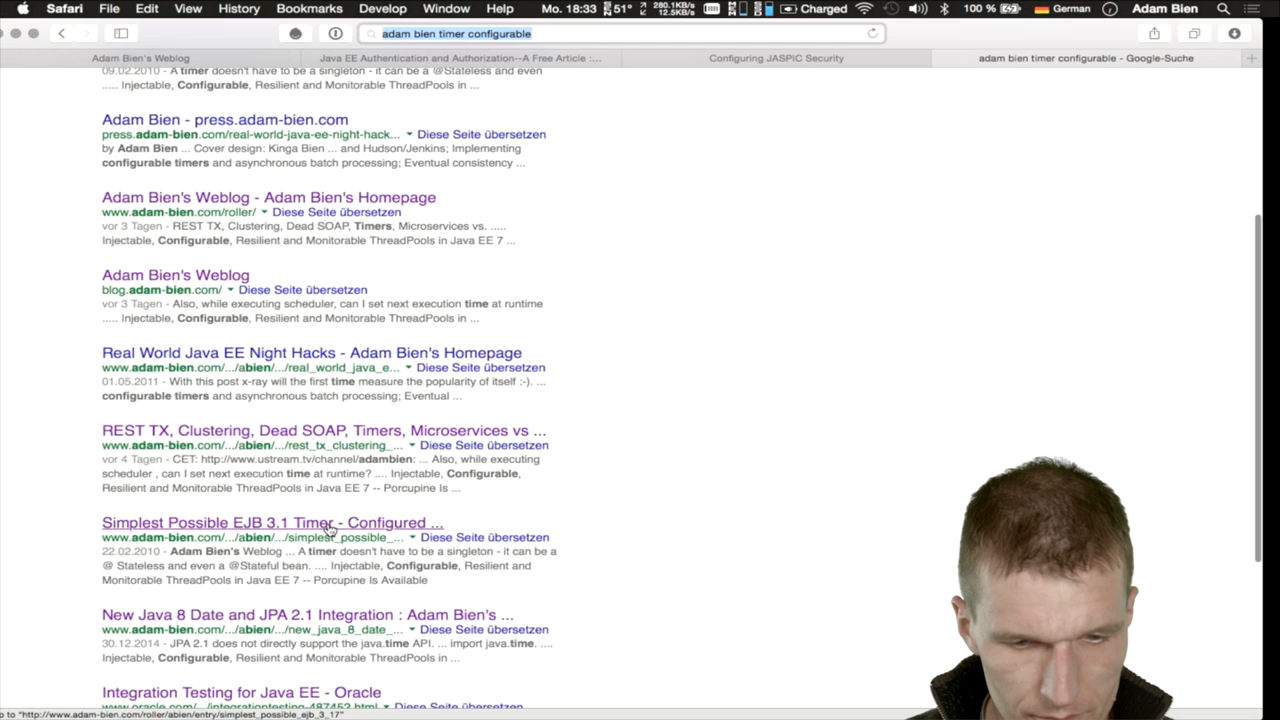 Safari File Edit View History Bookmarks Develop Window Help Mo. 18:33 51° 280.1KB/s 12.5KB/s Charged 100 % German Adam Bien
adam bien timer configurable
Adam Bien's Weblog Java EE Authentication and Authorization--A Free Article :... Configuring JASPIC Security adam bien timer configurable - Google-Suche
09.02.2010 - A timer doesn't have to be a singleton - it can be a @Stateless and even
..... Injectable, Configurable, Resilient and Monitorable ThreadPools in Java EE 7 ...
Adam Bien - press.adam-bien.com
press.adam-bien.com/real-world-java-ee-night-hack... Diese Seite übersetzen
by Adam Bien ... Cover design: Kinga Bien ... and Hudson/Jenkins; Implementing
configurable timers and asynchronous batch processing; Eventual consistency ...
Adam Bien's Weblog - Adam Bien's Homepage
www.adam-bien.com/roller/ Diese Seite übersetzen
vor 3 Tagen - REST TX, Clustering, Dead SOAP, Timers, Microservices vs. .....
Injectable, Configurable, Resilient and Monitorable ThreadPools in Java EE 7 ...
Adam Bien's Weblog
blog.adam-bien.com/ Diese Seite übersetzen
vor 3 Tagen - Also, while executing scheduler, can I set next execution time at runtime
..... Injectable, Configurable, Resilient and Monitorable ThreadPools in ...
Real World Java EE Night Hacks - Adam Bien's Homepage
www.adam-bien.com/.../abien/.../real_world_java_e... Diese Seite übersetzen
01.05.2011 - With this post x-ray will the first time measure the popularity of itself :-). ...
configurable timers and asynchronous batch processing; Eventual ...
REST TX, Clustering, Dead SOAP, Timers, Microservices vs ...
www.adam-bien.com/.../abien/.../rest_tx_clustering_... Diese Seite übersetzen
vor 4 Tagen - CET: http://www.ustream.tv/channel/adambien: ... Also, while executing
scheduler , can I set next execution time at runtime? .... Injectable, Configurable,
Resilient and Monitorable ThreadPools in Java EE 7 -- Porcupine Is ...
Simplest Possible EJB 3.1 Timer - Configured ...
www.adam-bien.com/.../abien/.../simplest_possible_... Diese Seite übersetzen
22.02.2010 - Adam Bien's Weblog ... A timer doesn't have to be a singleton - it can be a
@ Stateless and even a @Stateful bean. .... Injectable, Configurable, Resilient and
Monitorable ThreadPools in Java EE 7 -- Porcupine Is Available
New Java 8 Date and JPA 2.1 Integration : Adam Bien's ...
www.adam-bien.com/.../abien/.../new_java_8_date_... Diese Seite übersetzen
30.12.2014 - JPA 2.1 does not directly support the java.time API. ... import java.time. ....
Injectable, Configurable, Resilient and Monitorable ThreadPools in ...
Integration Testing for Java EE - Oracle
www.oracle.com/.../integrationtesting-487452.html Diese Seite übersetzen
to "http://www.adam-bien.com/roller/abien/entry/simplest_possible_ejb_3_17"